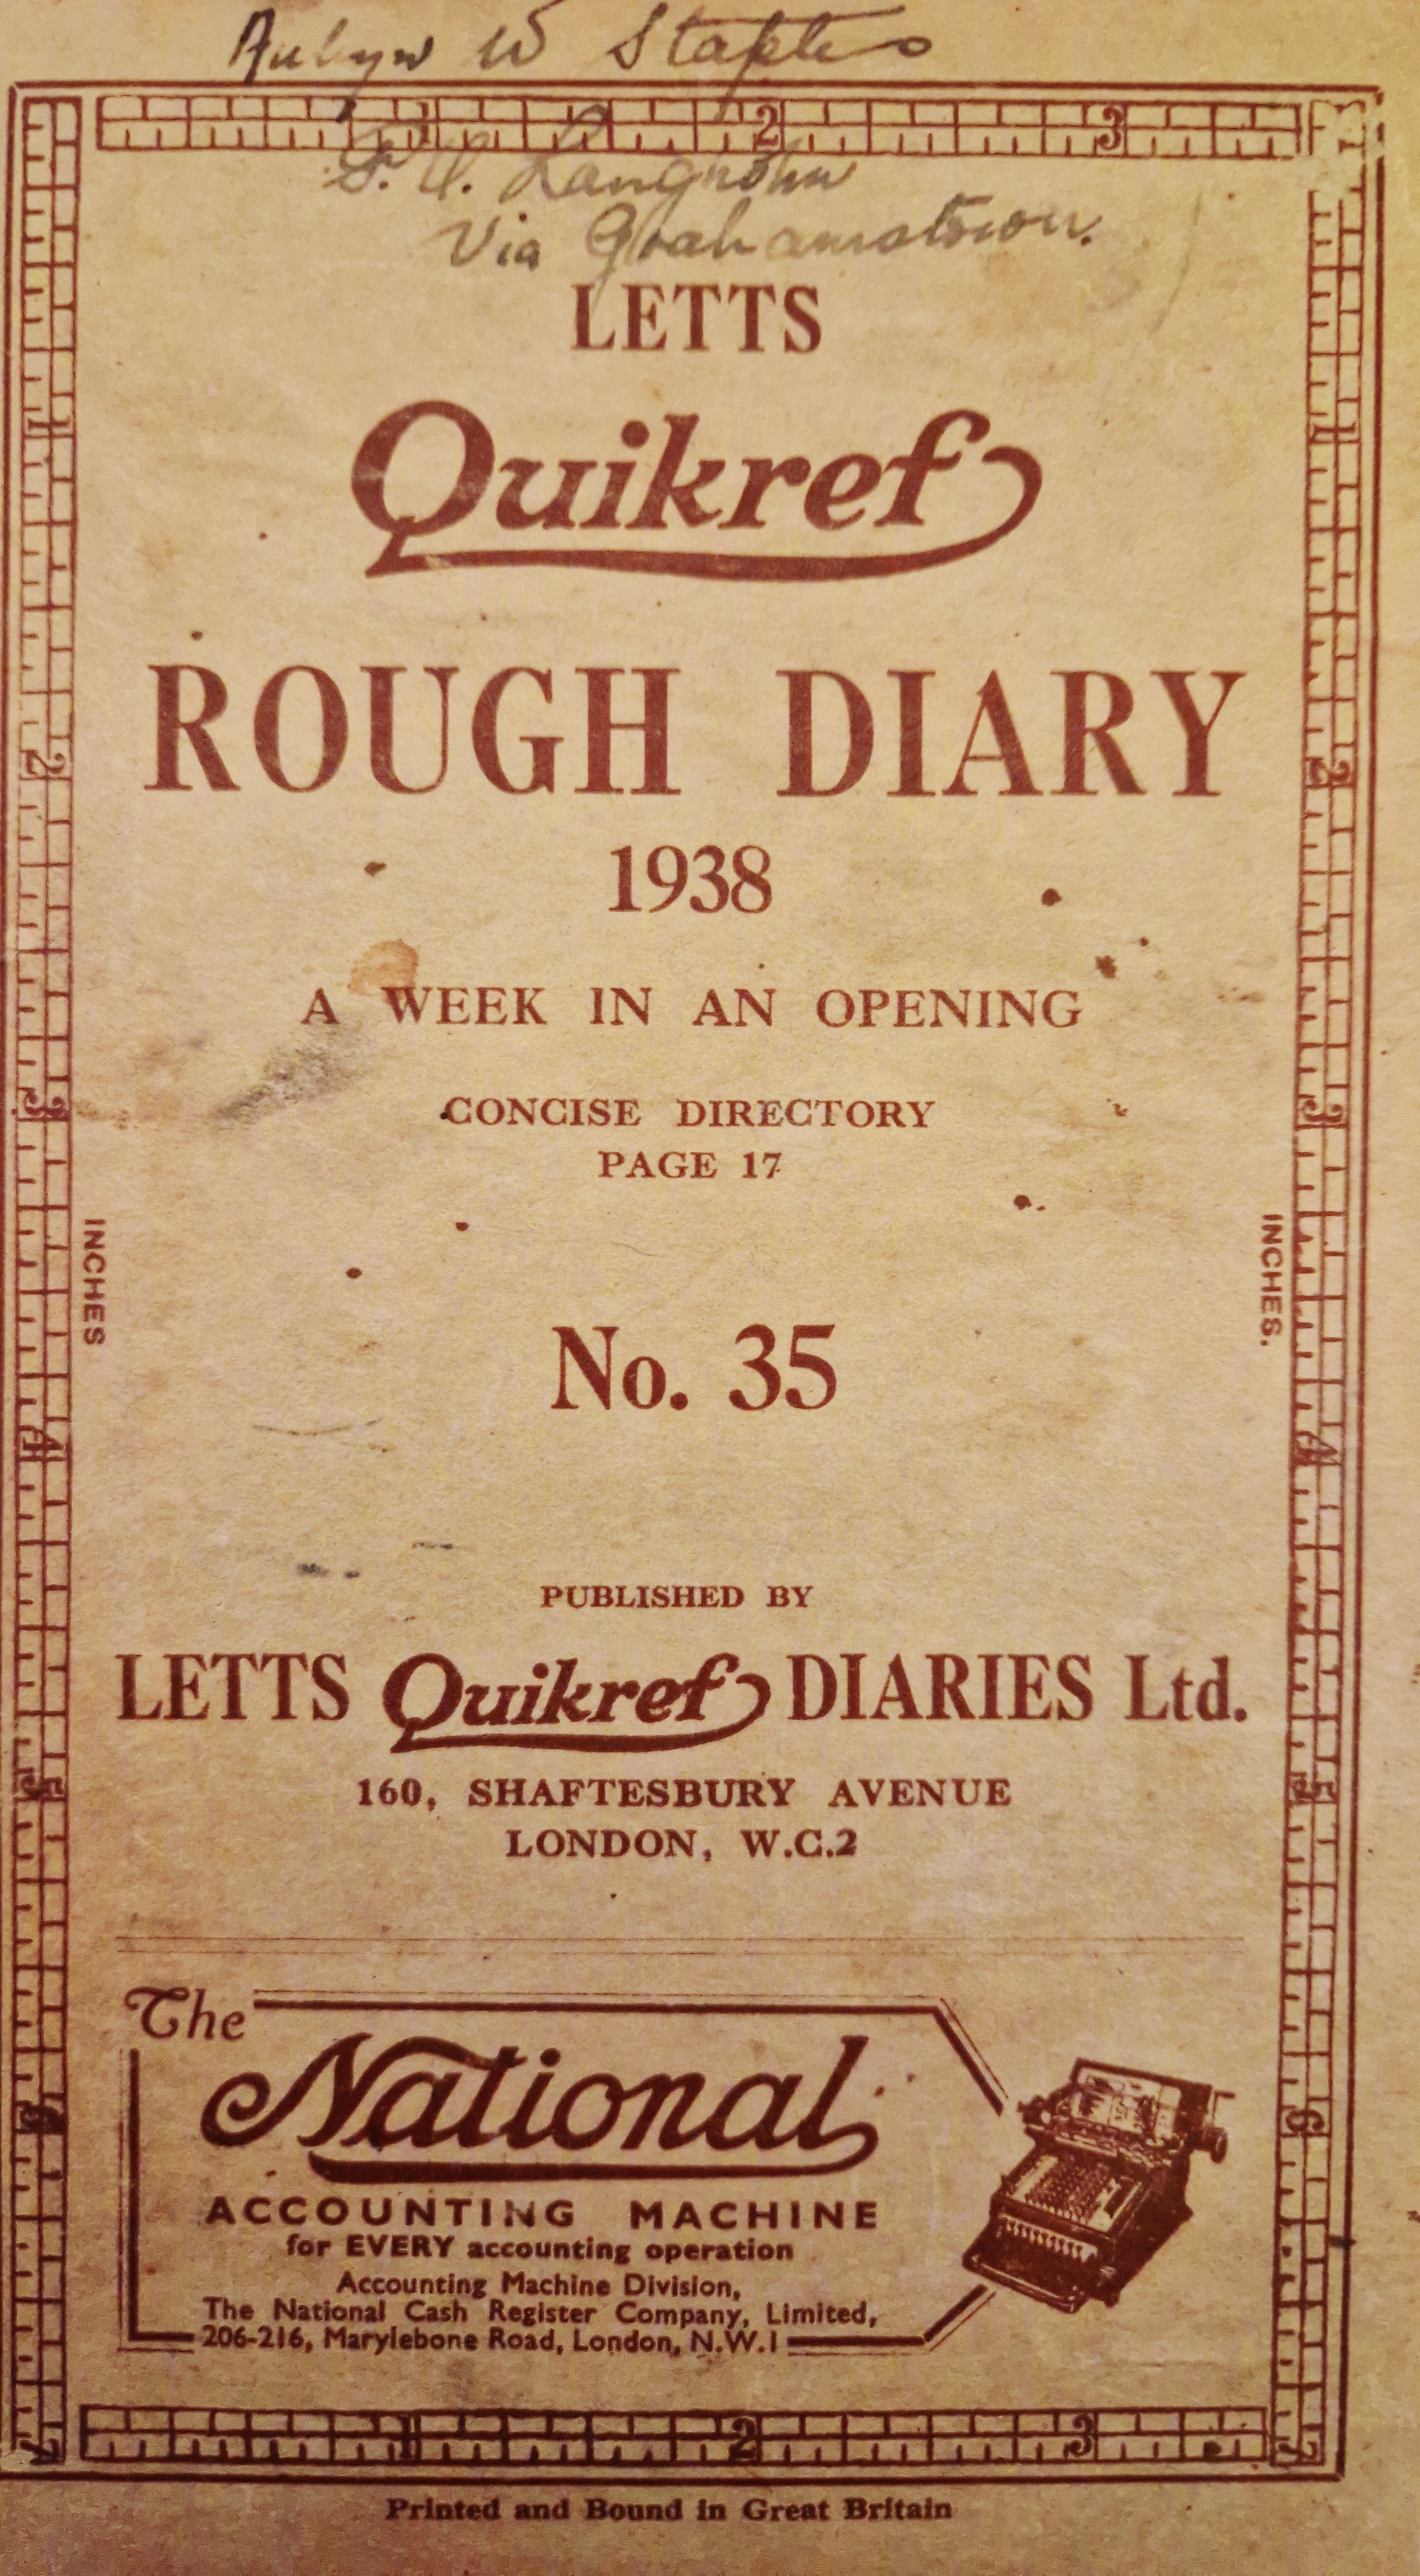 Aubyn W Staples
P.O. Langholm
Via Grahamstown.
1 2 3
LETTS
Quikref
ROUGH DIARY
1938
A WEEK IN AN OPENING
CONCISE DIRECTORY
PAGE 17
INCHES
INCHES.
No. 35
PUBLISHED BY
LETTS Quikref DIARIES Ltd.
160, SHAFTESBURY AVENUE
LONDON, W.C.2
The
National
ACCOUNTING MACHINE
for EVERY accounting operation
Accounting Machine Division,
The National Cash Register Company, Limited,
206-216, Marylebone Road, London, N.W.1
1 2 3 4 5 6 7
1 2 3 4 5 6 7
1 2 3
Printed and Bound in Great Britain